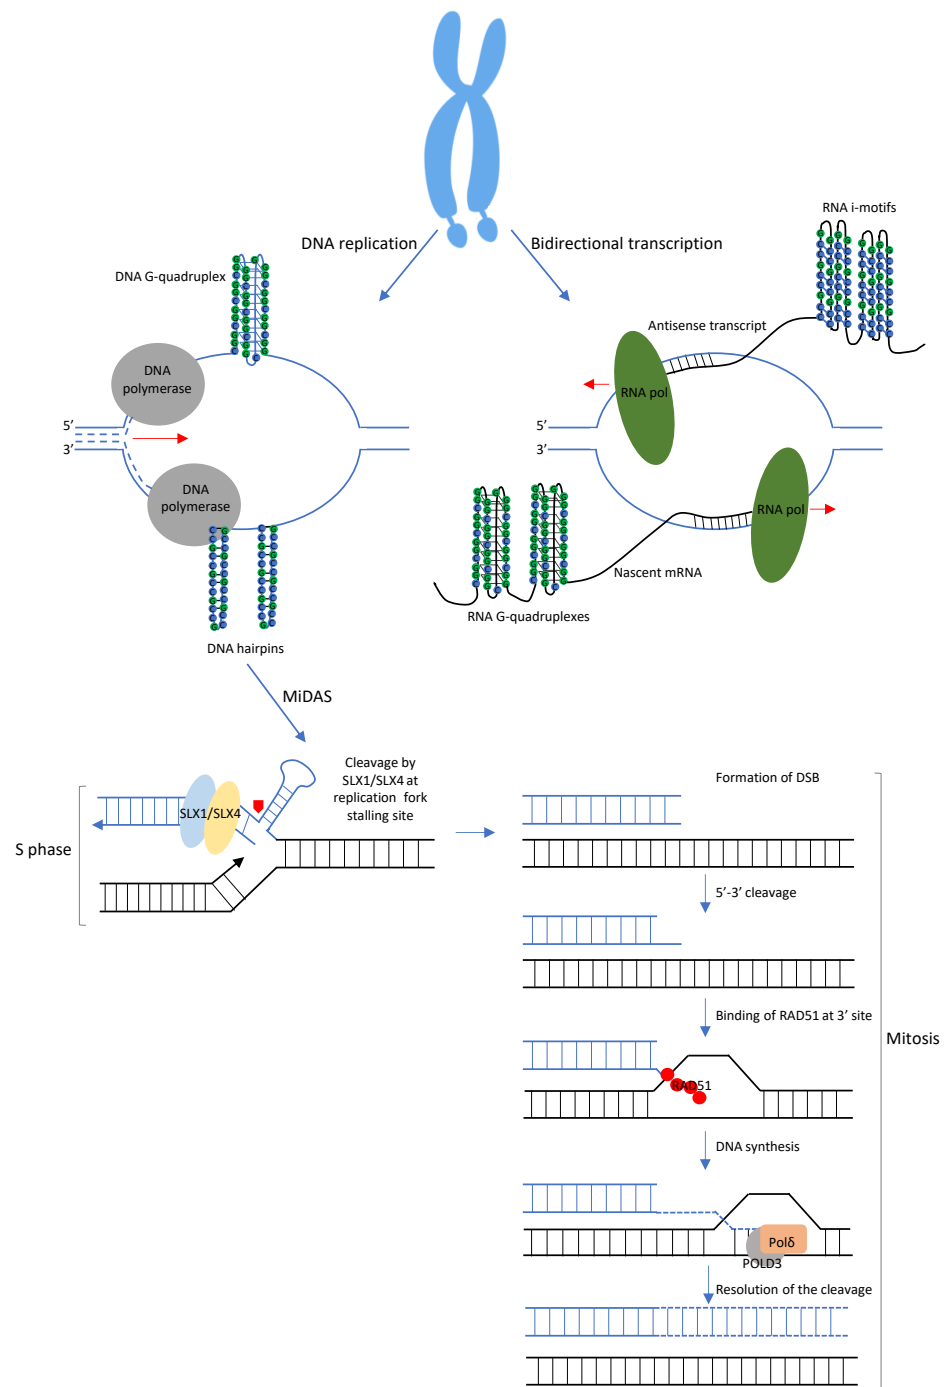 RNA i-motifs
DNA replication
Bidirectional transcription
DNA G-quadruplex
Antisense transcript
DNA
polymerase
RNA pol
5’
3’
5’
3’
DNA
polymerase
RNA pol
Nascent mRNA
RNA G-quadruplexes
DNA hairpins
MiDAS
Cleavage by
SLX1/SLX4 at
replication fork
stalling site
SLX1/SLX4
S phase
Formation of DSB
5’-3’ cleavage
Binding of RAD51 at 3’ site
Mitosis
RAD51
DNA synthesis
Polδ
POLD3
Resolution of the cleavage